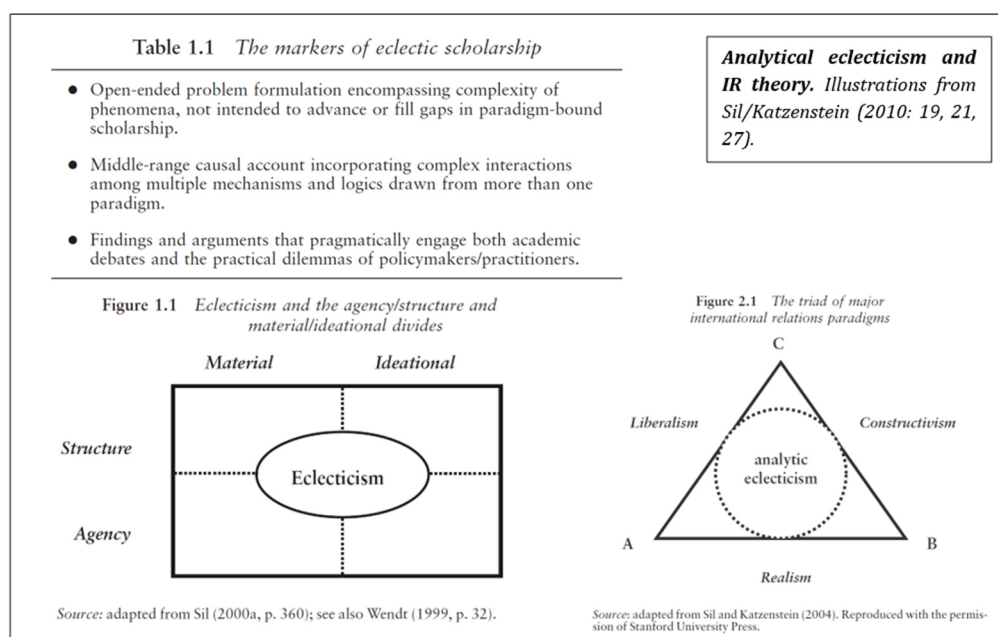 Table 1.1 The markers of eclectic scholarship
● Open-ended problem formulation encompassing complexity of
phenomena, not intended to advance or fill gaps in paradigm-bound
scholarship.
● Middle-range causal account incorporating complex interactions
among multiple mechanisms and logics drawn from more than one
paradigm.
● Findings and arguments that pragmatically engage both academic
debates and the practical dilemmas of policymakers/practitioners.
Analytical eclecticism and
IR theory. Illustrations from
Sil/Katzenstein (2010: 19, 21,
27).
Figure 1.1 Eclecticism and the agency/structure and
material/ideational divides
Material Ideational
Structure
Eclecticism
Agency
Source: adapted from Sil (2000a, p. 360); see also Wendt (1999, p. 32).
Figure 2.1 The triad of major
international relations paradigms
C
Liberalism Constructivism
analytic
eclecticism
A B
Realism
Source: adapted from Sil and Katzenstein (2004). Reproduced with the permis-
sion of Stanford University Press.